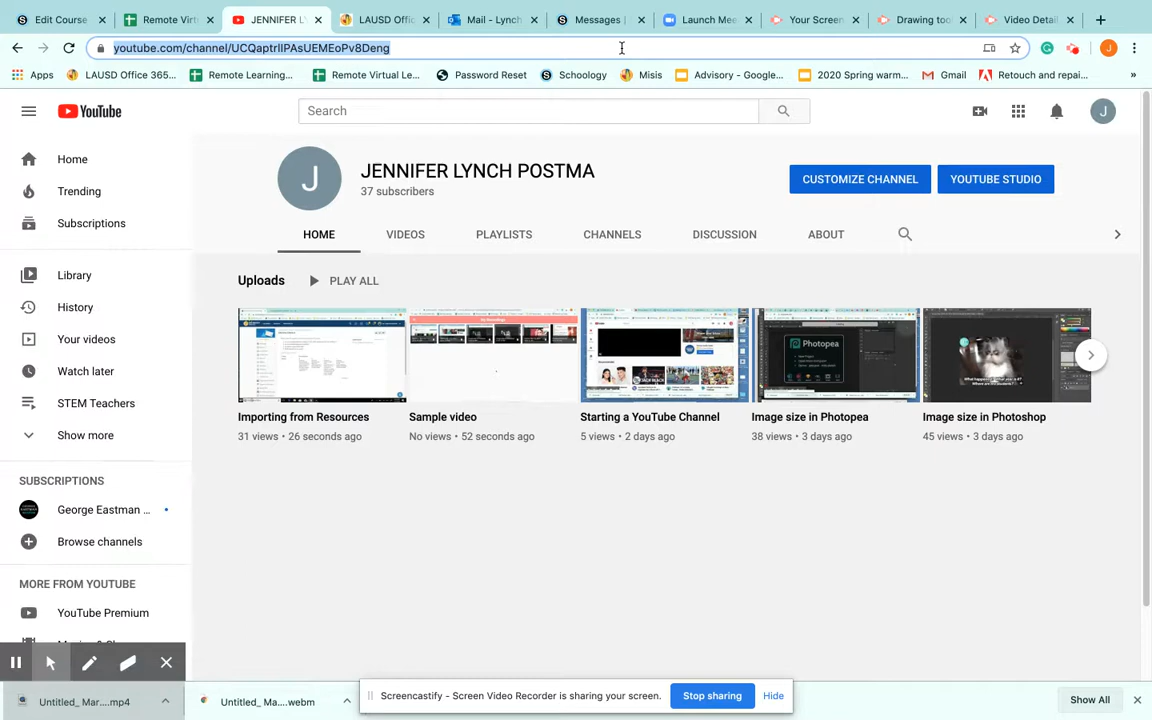 Edit Course
Remote Virt
JENNIFER L
LAUSD Offic
Mail - Lynch
Messages |
Launch Mee
Your Screen
Drawing too
Video Detail
youtube.com/channel/UCQaptrlIPAsUEMEoPv8Deng
J
Apps
LAUSD Office 365...
Remote Learning...
Remote Virtual Le...
Password Reset
Schoology
Misis
Advisory - Google...
2020 Spring warm...
Gmail
Retouch and repai...
»
YouTube
Search
J
Home
Trending
Subscriptions
Library
History
Your videos
Watch later
STEM Teachers
Show more
SUBSCRIPTIONS
George Eastman ...
Browse channels
MORE FROM YOUTUBE
YouTube Premium
J
JENNIFER LYNCH POSTMA
37 subscribers
CUSTOMIZE CHANNEL
YOUTUBE STUDIO
HOME
VIDEOS
PLAYLISTS
CHANNELS
DISCUSSION
ABOUT
Uploads
PLAY ALL
Photopea
Importing from Resources
31 views • 26 seconds ago
Sample video
No views • 52 seconds ago
Starting a YouTube Channel
5 views • 2 days ago
Image size in Photopea
38 views • 3 days ago
Image size in Photoshop
45 views • 3 days ago
Untitled_ Mar....mp4
Untitled_ Ma....webm
Screencastify - Screen Video Recorder is sharing your screen.
Stop sharing
Hide
Show All